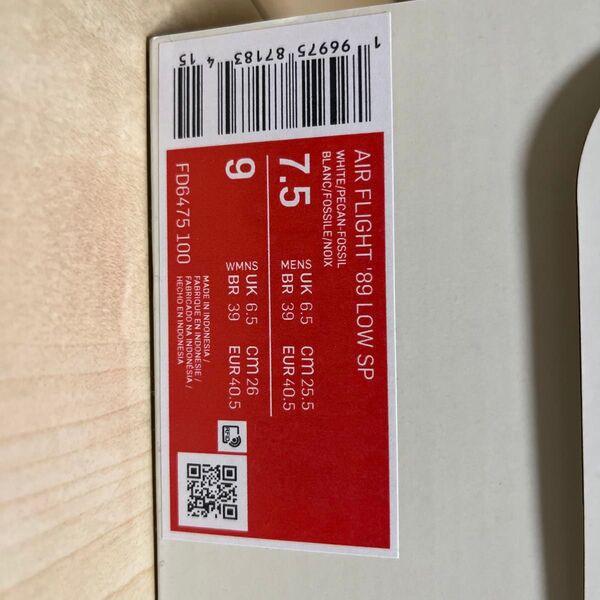 AIR FLIGHT '89 LOW SP
WHITE/PECAN-FOSSIL
BLANC/FOSSILE/NOIX
7.5
MENS UK 6.5 cm 25.5
BR 39 EUR 40.5
9
WMNS UK 6.5 cm 26
BR 39 EUR 40.5
FD6475 100
MADE IN INDONESIA /
FABRIQUE EN INDONESIE /
FABRICADO NA INDONÉSIA /
HECHO EN INDONESIA
1 96975 87183 4 15